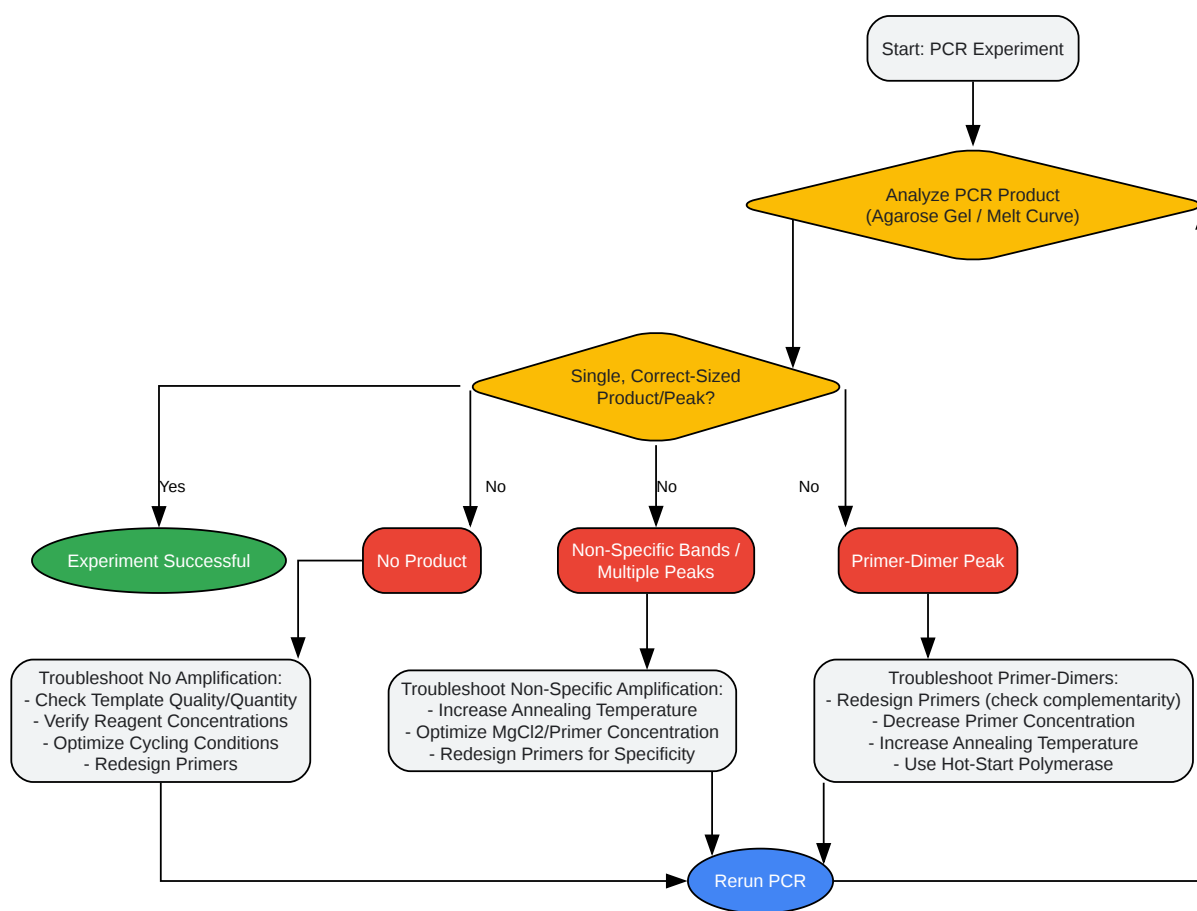 Start: PCR Experiment
Analyze PCR Product
(Agarose Gel / Melt Curve)
Single, Correct-Sized
Product/Peak?
Yes
No
No
No
Experiment Successful
No Product
Non-Specific Bands /
Multiple Peaks
Primer-Dimer Peak
Troubleshoot No Amplification:
- Check Template Quality/Quantity
- Verify Reagent Concentrations
- Optimize Cycling Conditions
- Redesign Primers
Troubleshoot Non-Specific Amplification:
- Increase Annealing Temperature
- Optimize MgCl2/Primer Concentration
- Redesign Primers for Specificity
Troubleshoot Primer-Dimers:
- Redesign Primers (check complementarity)
- Decrease Primer Concentration
- Increase Annealing Temperature
- Use Hot-Start Polymerase
Rerun PCR